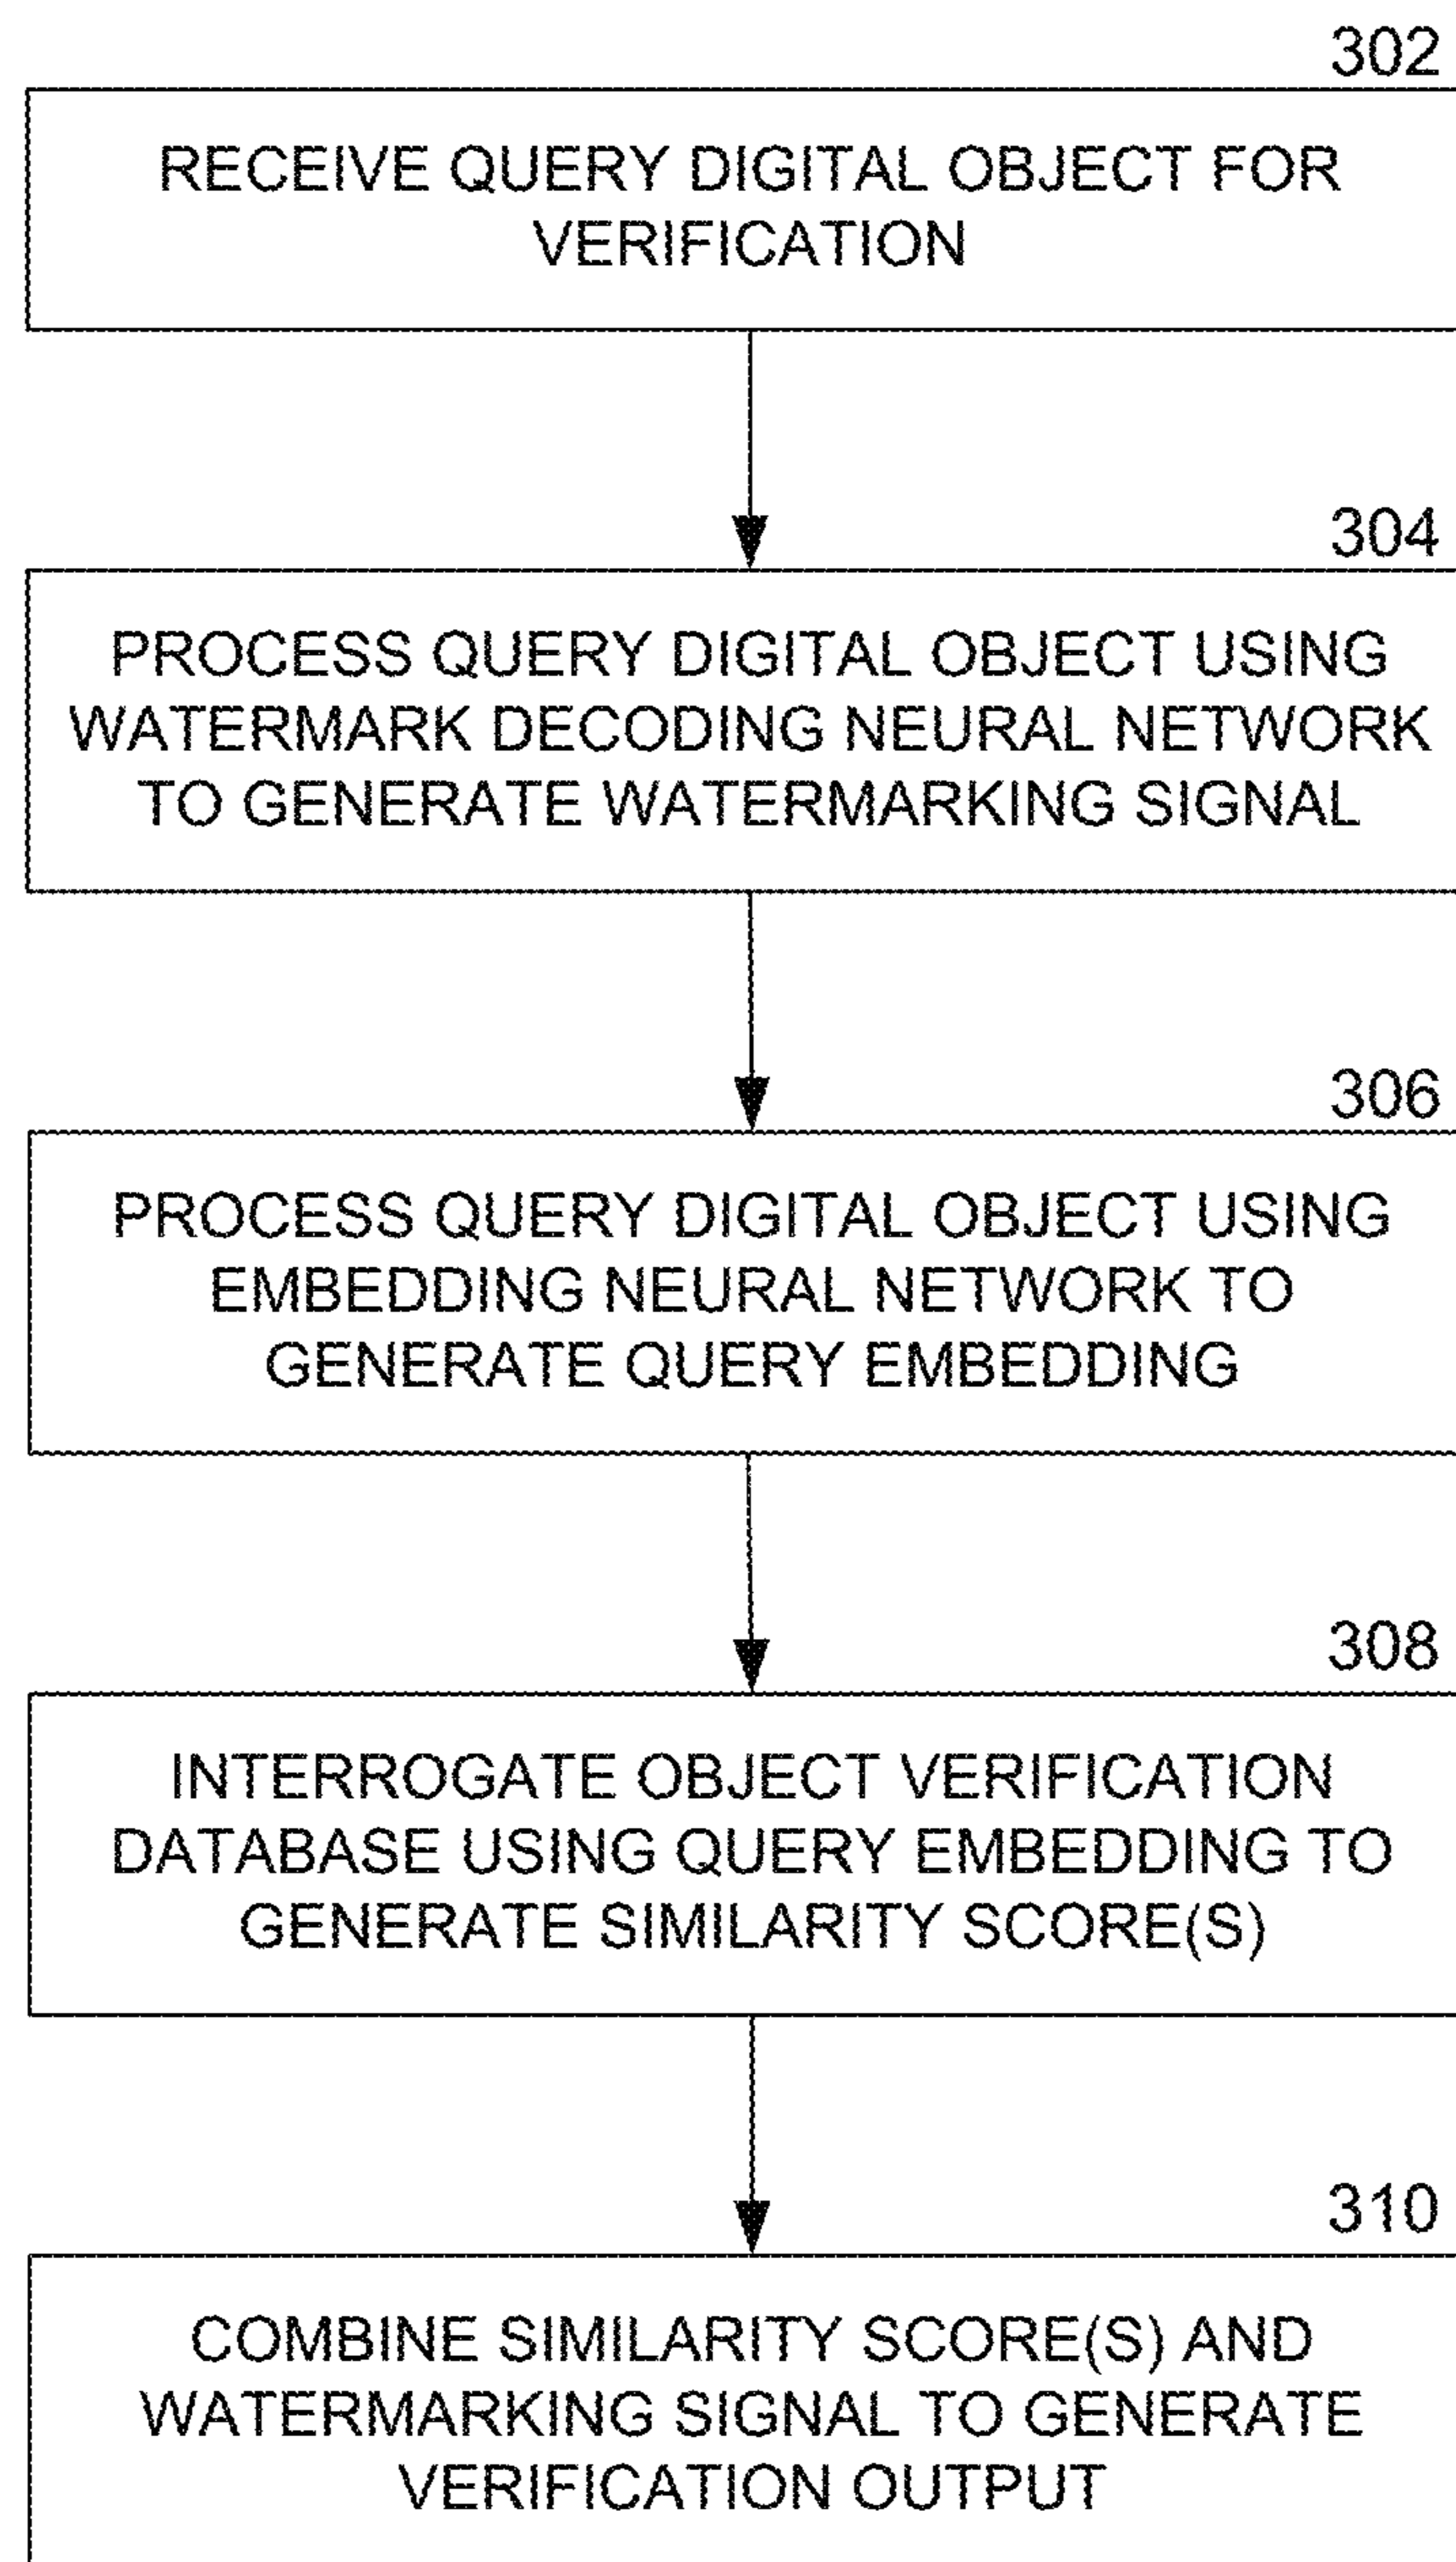 302
RECEIVE QUERY DIGITAL OBJECT FOR
VERIFICATION
304
PROCESS QUERY DIGITAL OBJECT USING
WATERMARK DECODING NEURAL NETWORK
TO GENERATE WATERMARKING SIGNAL
306
PROCESS QUERY DIGITAL OBJECT USING
EMBEDDING NEURAL NETWORK TO
GENERATE QUERY EMBEDDING
308
INTERROGATE OBJECT VERIFICATION
DATABASE USING QUERY EMBEDDING TO
GENERATE SIMILARITY SCORE(S)
310
COMBINE SIMILARITY SCORE(S) AND
WATERMARKING SIGNAL TO GENERATE
VERIFICATION OUTPUT